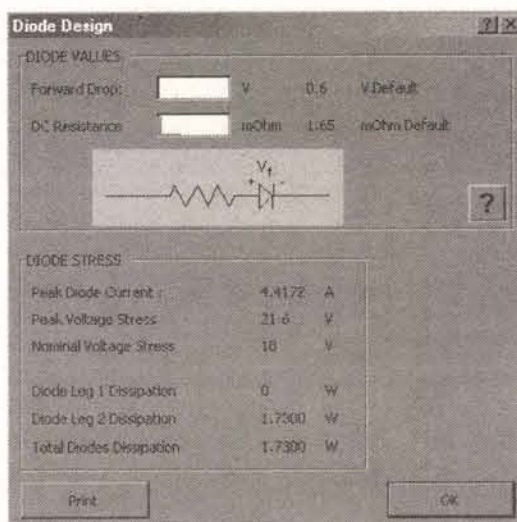 Diode Design ? x
DIODE VALUES
Forward Drop: V 0.6 V Default
DC Resistance mOhm 1.65 mOhm Default
Vf
+ -
?
DIODE STRESS
Peak Diode Current : 4.4172 A
Peak Voltage Stress 21.6 V
Nominal Voltage Stress 18 V
Diode Leg 1 Dissipation 0 W
Diode Leg 2 Dissipation 1.7300 W
Total Diodes Dissipation 1.7300 W
Print OK